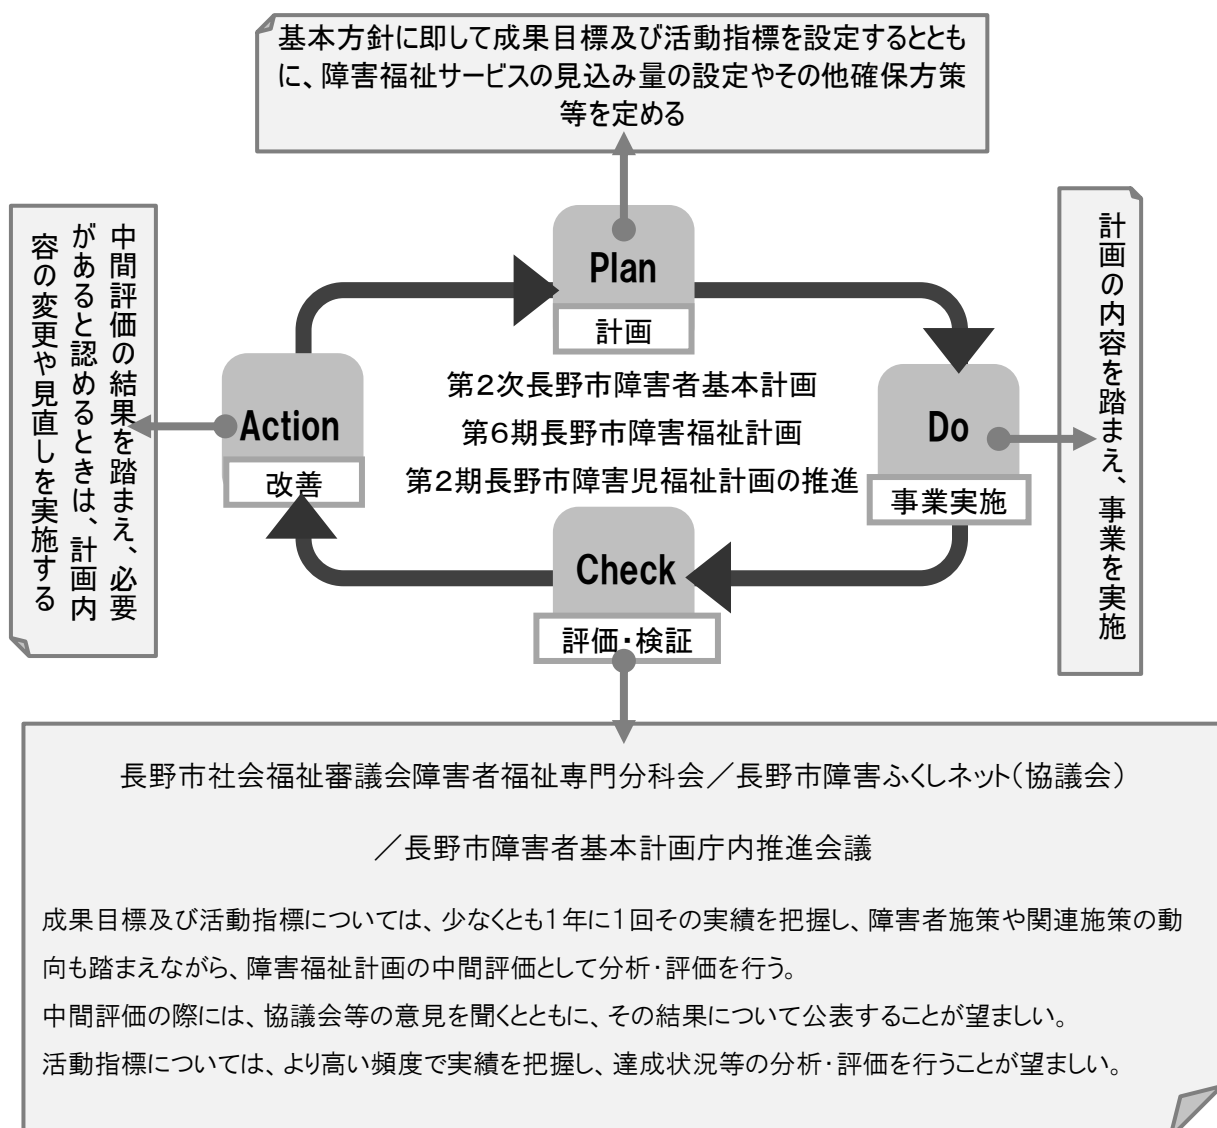 基本方針に即して成果目標及び活動指標を設定するととも
に、障害福祉サービスの見込み量の設定やその他確保方策
等を定める
Plan
計画
計画の内容を踏まえ、事業を実施
中間評価の結果を踏まえ、必要
があると認めるときは、計画内
容の変更や見直しを実施する
第2次長野市障害者基本計画
第6期長野市障害福祉計画
第2期長野市障害児福祉計画の推進
Action
改善
Do
事業実施
Check
評価・検証
長野市社会福祉審議会障害者福祉専門分科会／長野市障害ふくしネット（協議会）
／長野市障害者基本計画庁内推進会議
成果目標及び活動指標については、少なくとも1年に1回その実績を把握し、障害者施策や関連施策の動
向も踏まえながら、障害福祉計画の中間評価として分析・評価を行う。
中間評価の際には、協議会等の意見を聞くとともに、その結果について公表することが望ましい。
活動指標については、より高い頻度で実績を把握し、達成状況等の分析・評価を行うことが望ましい。